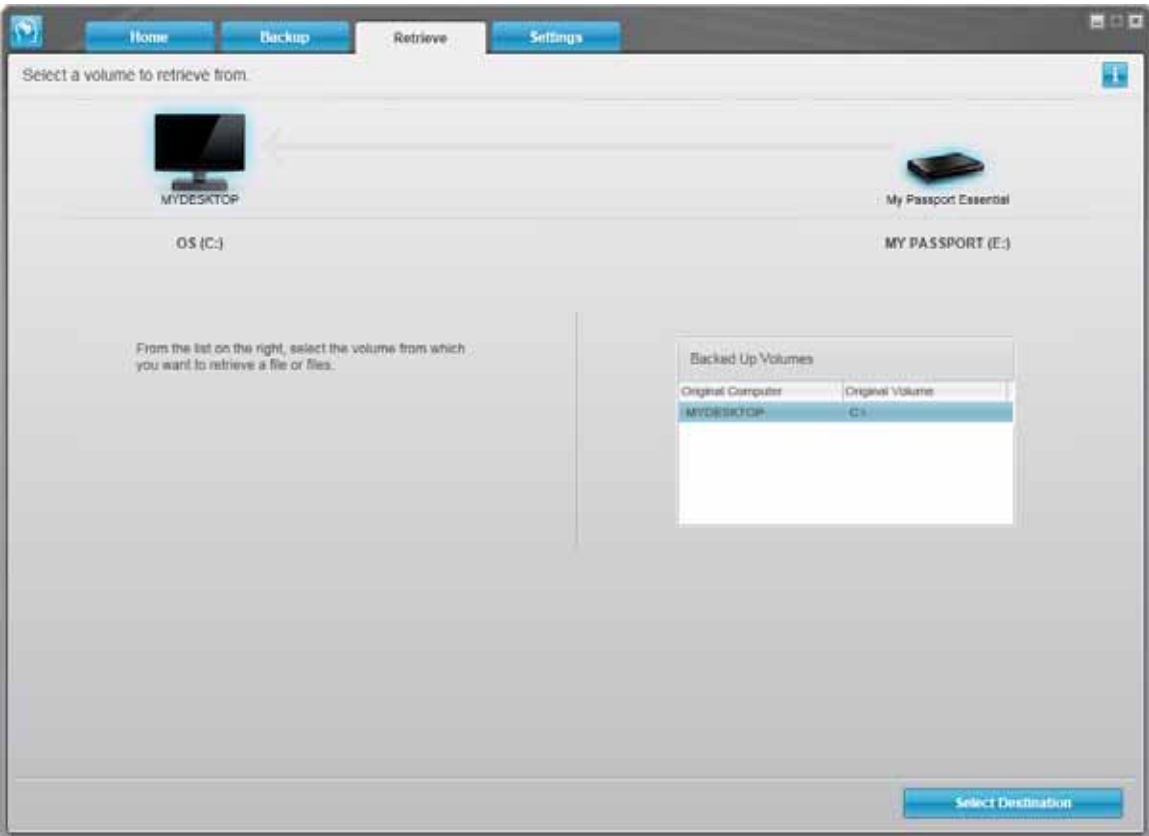 Home Backup Retrieve Settings
Select a volume to retrieve from.
i
MYDESKTOP
My Passport Essential
OS (C:)
MY PASSPORT (E:)
From the list on the right, select the volume from which
you want to retrieve a file or files.
Backed Up Volumes
Original Computer Original Volume
MYDESKTOP C:\
Select Destination